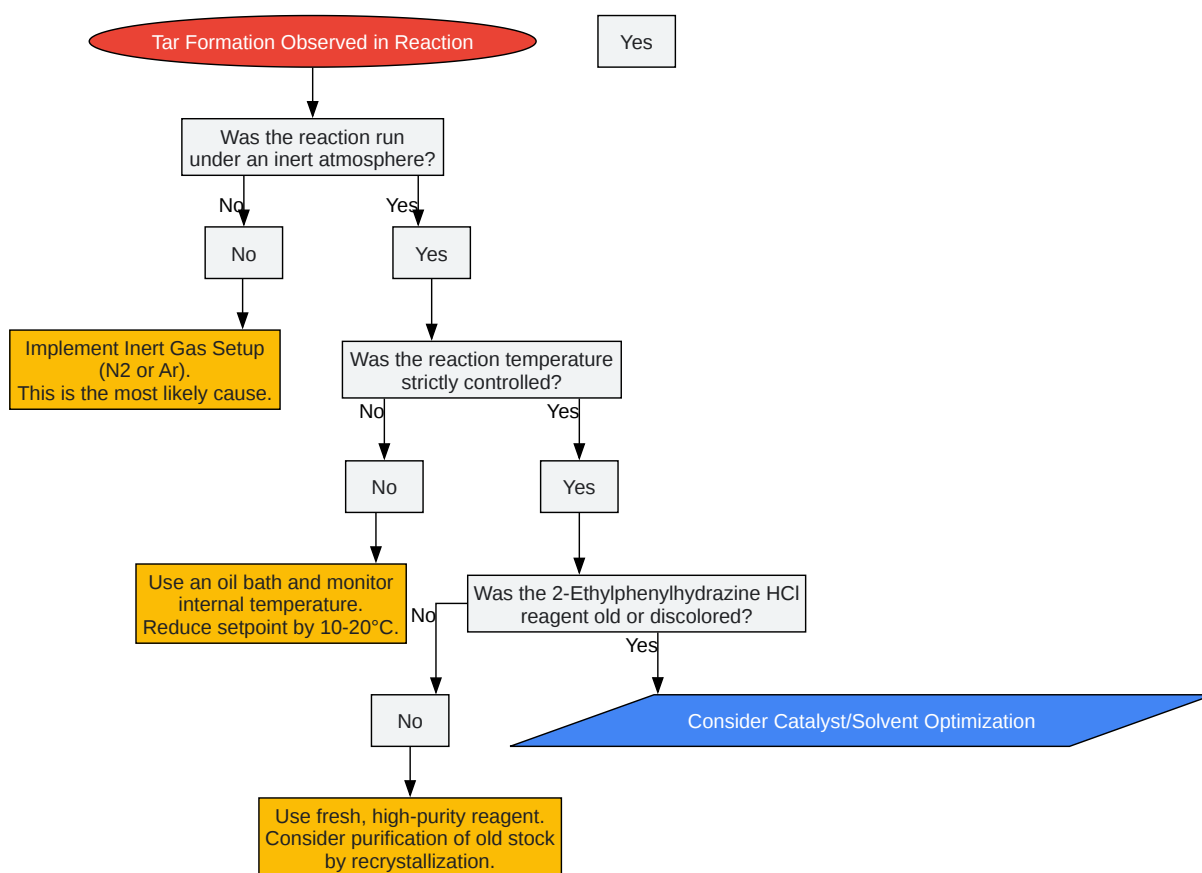 Tar Formation Observed in Reaction
Yes
Was the reaction run
under an inert atmosphere?
No
Yes
No
Yes
Implement Inert Gas Setup
(N2 or Ar).
This is the most likely cause.
Was the reaction temperature
strictly controlled?
No
Yes
No
Yes
Use an oil bath and monitor
internal temperature.
Reduce setpoint by 10-20°C.
Was the 2-Ethylphenylhydrazine HCl
reagent old or discolored?
No
Yes
No
Consider Catalyst/Solvent Optimization
Use fresh, high-purity reagent.
Consider purification of old stock
by recrystallization.